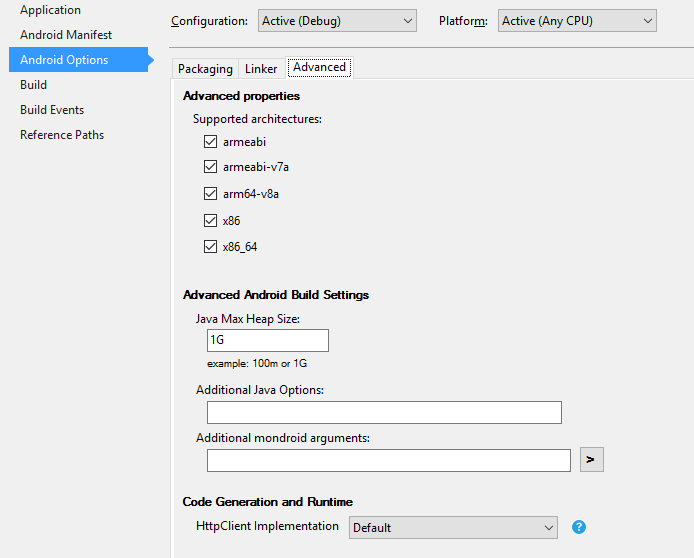 Application
Android Manifest
Android Options
Build
Build Events
Reference Paths
Configuration: Active (Debug) Platform: Active (Any CPU)
Packaging Linker Advanced
Advanced properties
Supported architectures:
armeabi
armeabi-v7a
arm64-v8a
x86
x86_64
Advanced Android Build Settings
Java Max Heap Size:
1G
example: 100m or 1G
Additional Java Options:
Additional mondroid arguments:
>
Code Generation and Runtime
HttpClient Implementation Default ?